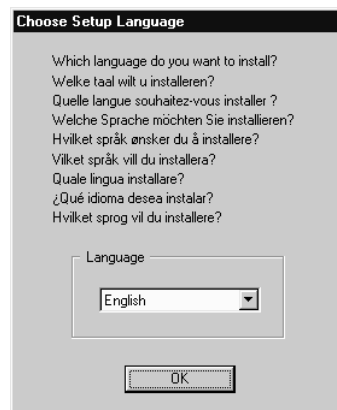 Choose Setup Language
Which language do you want to install?
Welke taal wilt u installeren?
Quelle langue souhaitez-vous installer ?
Welche Sprache möchten Sie installieren?
Hvilket språk ønsker du å installere?
Vilket språk vill du installera?
Quale lingua installare?
¿Qué idioma desea instalar?
Hvilket sprog vil du installere?
Language
English
OK